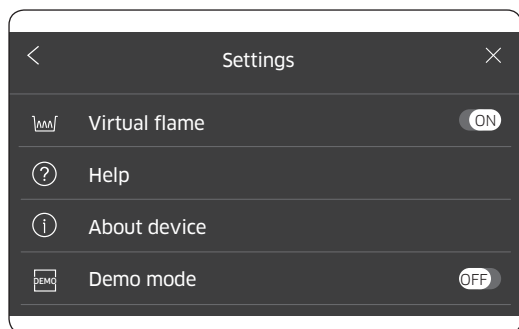 Settings
Virtual flame ON
? Help
i About device
DEMO Demo mode OFF